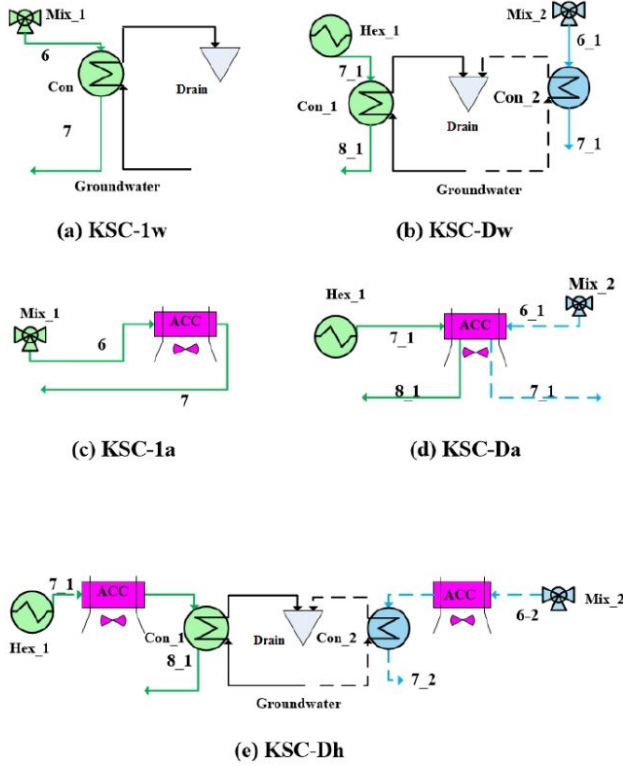 Mix_1
6
Con
Drain
7
Groundwater
(a) KSC-1w
Hex_1
Mix_2
7_1
6_1
Con_1
Con_2
Drain
8_1
7_1
Groundwater
(b) KSC-Dw
Mix_1
ACC
6
7
(c) KSC-1a
Hex_1
Mix_2
ACC
6_1
7_1
8_1
7_1
(d) KSC-Da
7_1
ACC
ACC
Hex_1
Con_1
Drain
Con_2
6-2
Mix_2
8_1
7_2
Groundwater
(e) KSC-Dh